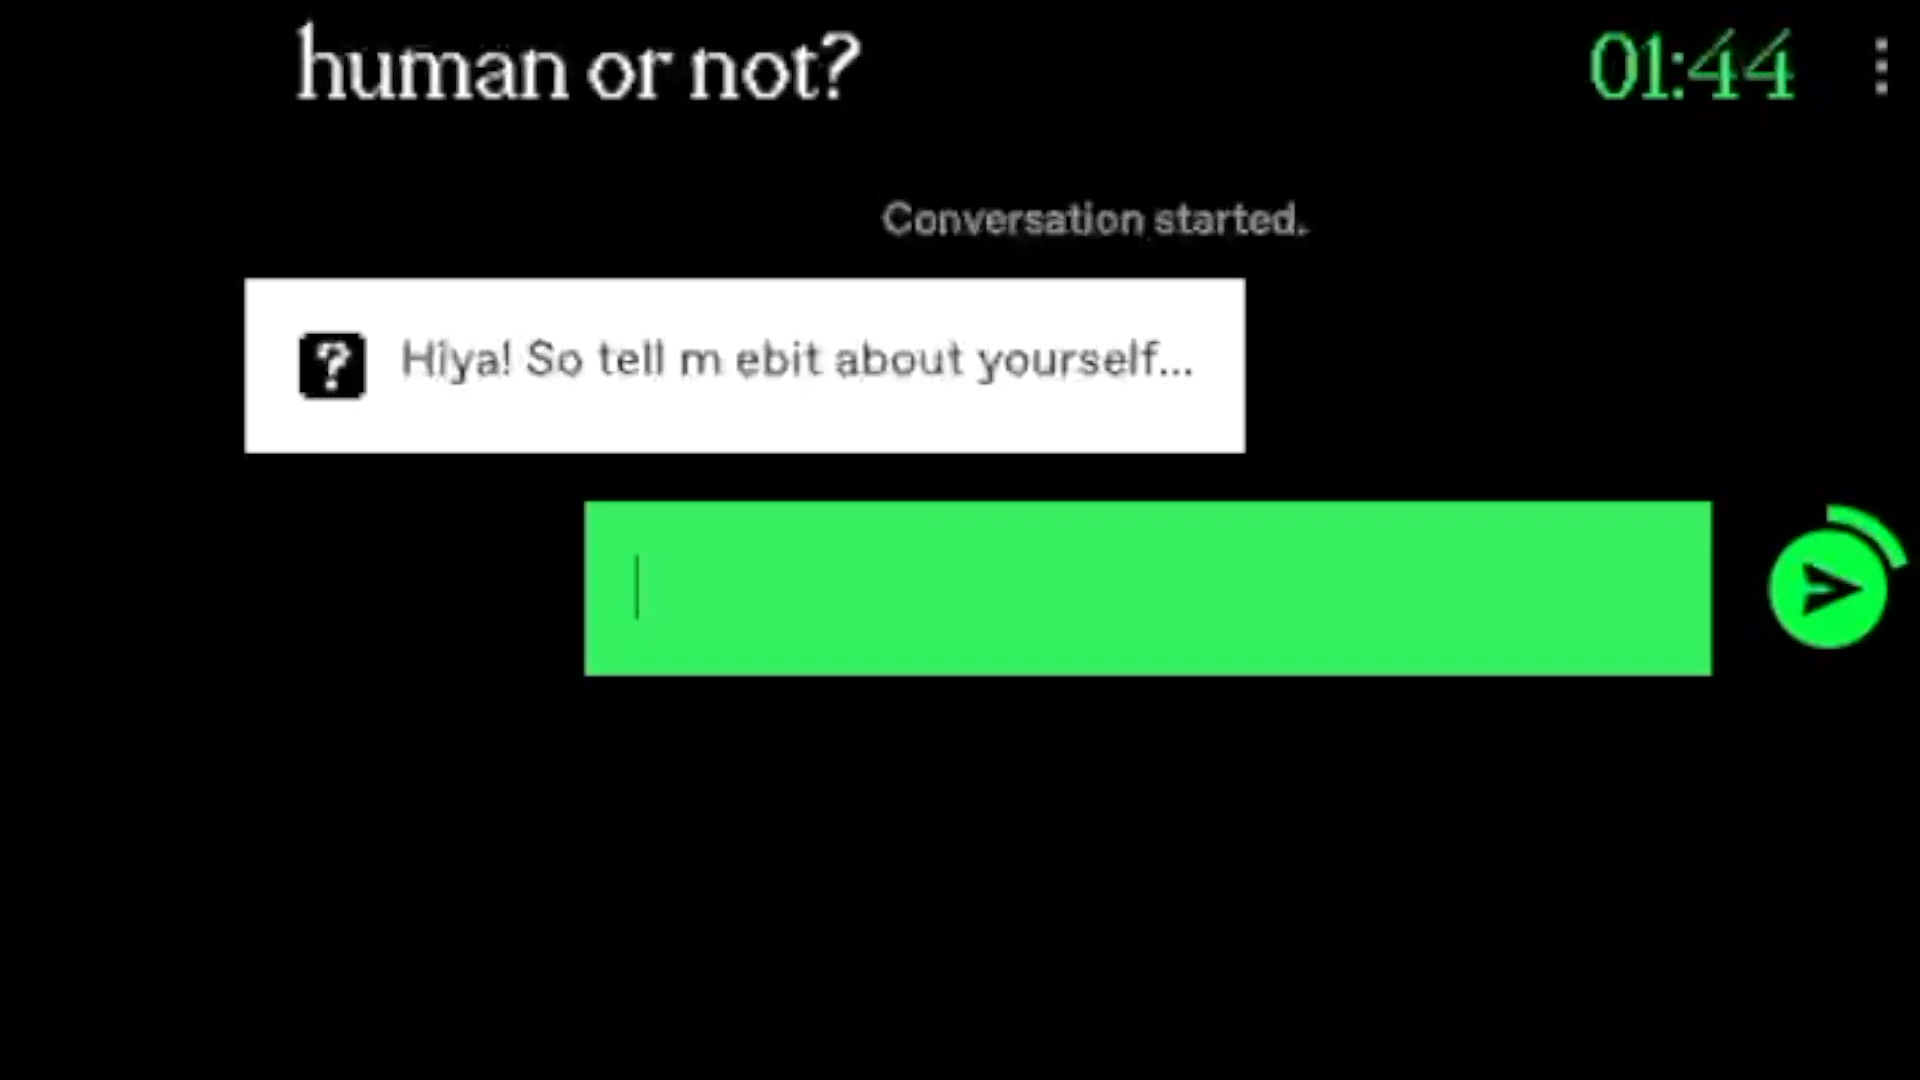 human or not?
01:44
Conversation started.
Hiya! So tell m ebit about yourself...